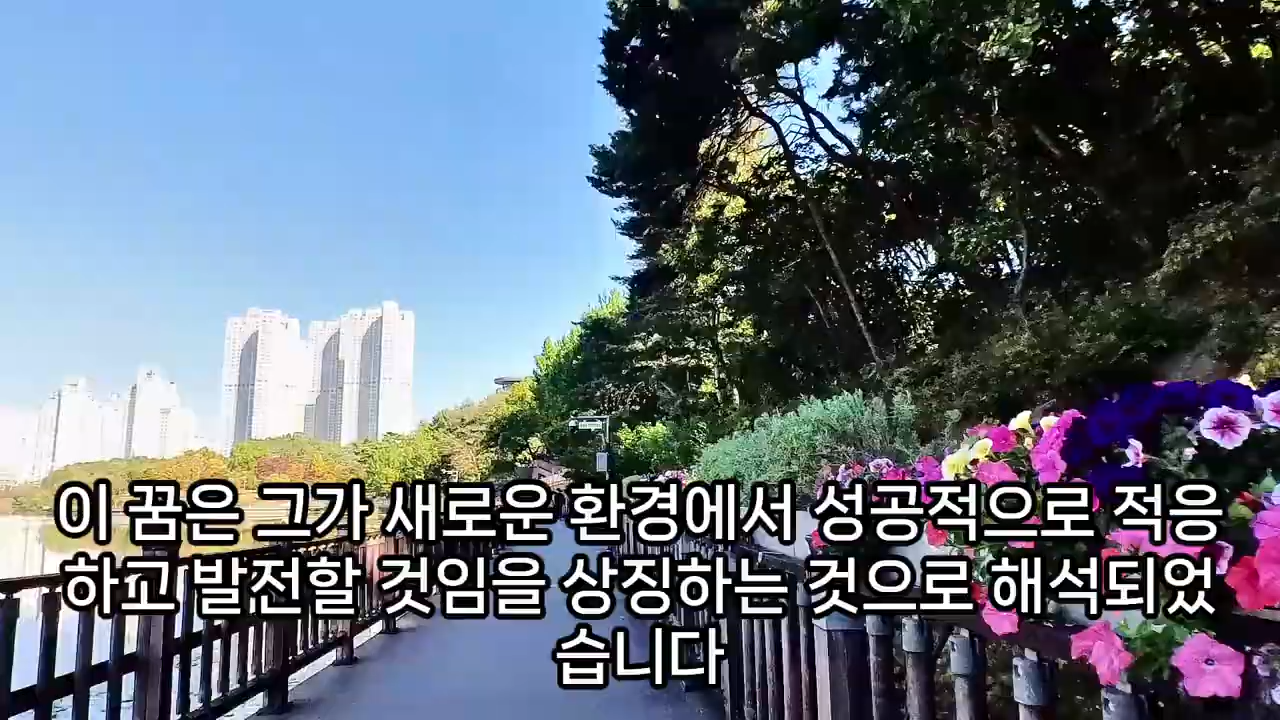 이 꿈은 그가 새로운 환경에서 성공적으로 적응
하고 발전할 것임을 상징하는 것으로 해석되었
습니다